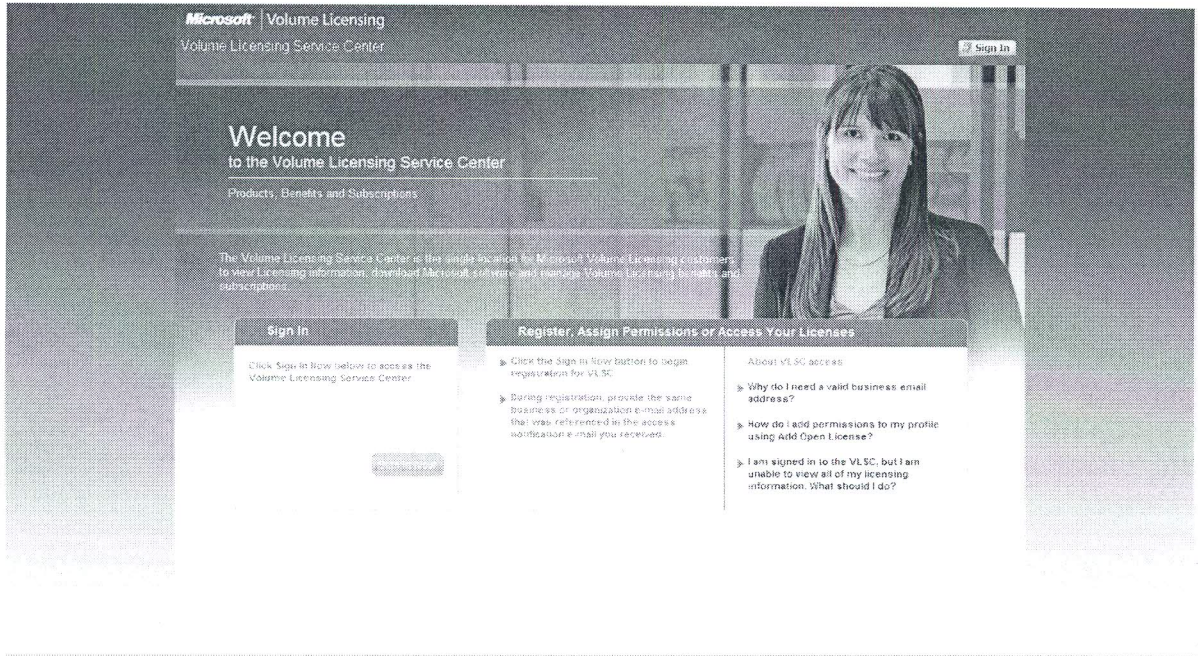 Microsoft | Volume Licensing
Volume Licensing Service Center
Sign In
Welcome
to the Volume Licensing Service Center
Products, Benefits and Subscriptions
The Volume Licensing Service Center is the single location for Microsoft Volume Licensing customers
to view Licensing information, download Microsoft software and manage Volume Licensing benefits and
subscriptions.
Sign In
Click Sign In Now below to access the
Volume Licensing Service Center
Register, Assign Permissions or Access Your Licenses
Click the Sign In Now button to begin
registration for VLSC
During registration, provide the same
business or organization e-mail address
that was referenced in the access
notification e-mail you received.
About VLSC access
Why do I need a valid business email
address?
How do I add permissions to my profile
using Add Open License?
I am signed in to the VLSC, but I am
unable to view all of my licensing
information. What should I do?